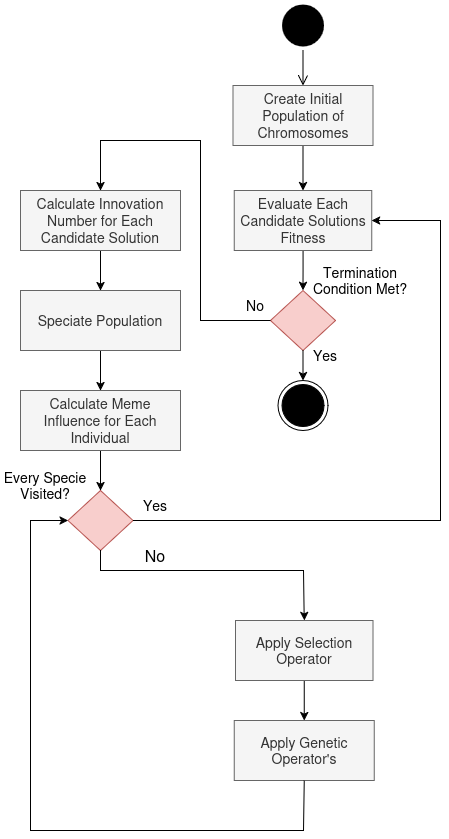 Create Initial
Population of
Chromosomes
Evaluate Each
Candidate Solutions
Fitness
Termination
Condition Met?
No
Yes
Calculate Innovation
Number for Each
Candidate Solution
Speciate Population
Calculate Meme
Influence for Each
Individual
Every Specie
Visited?
Yes
No
Apply Selection
Operator
Apply Genetic
Operator's